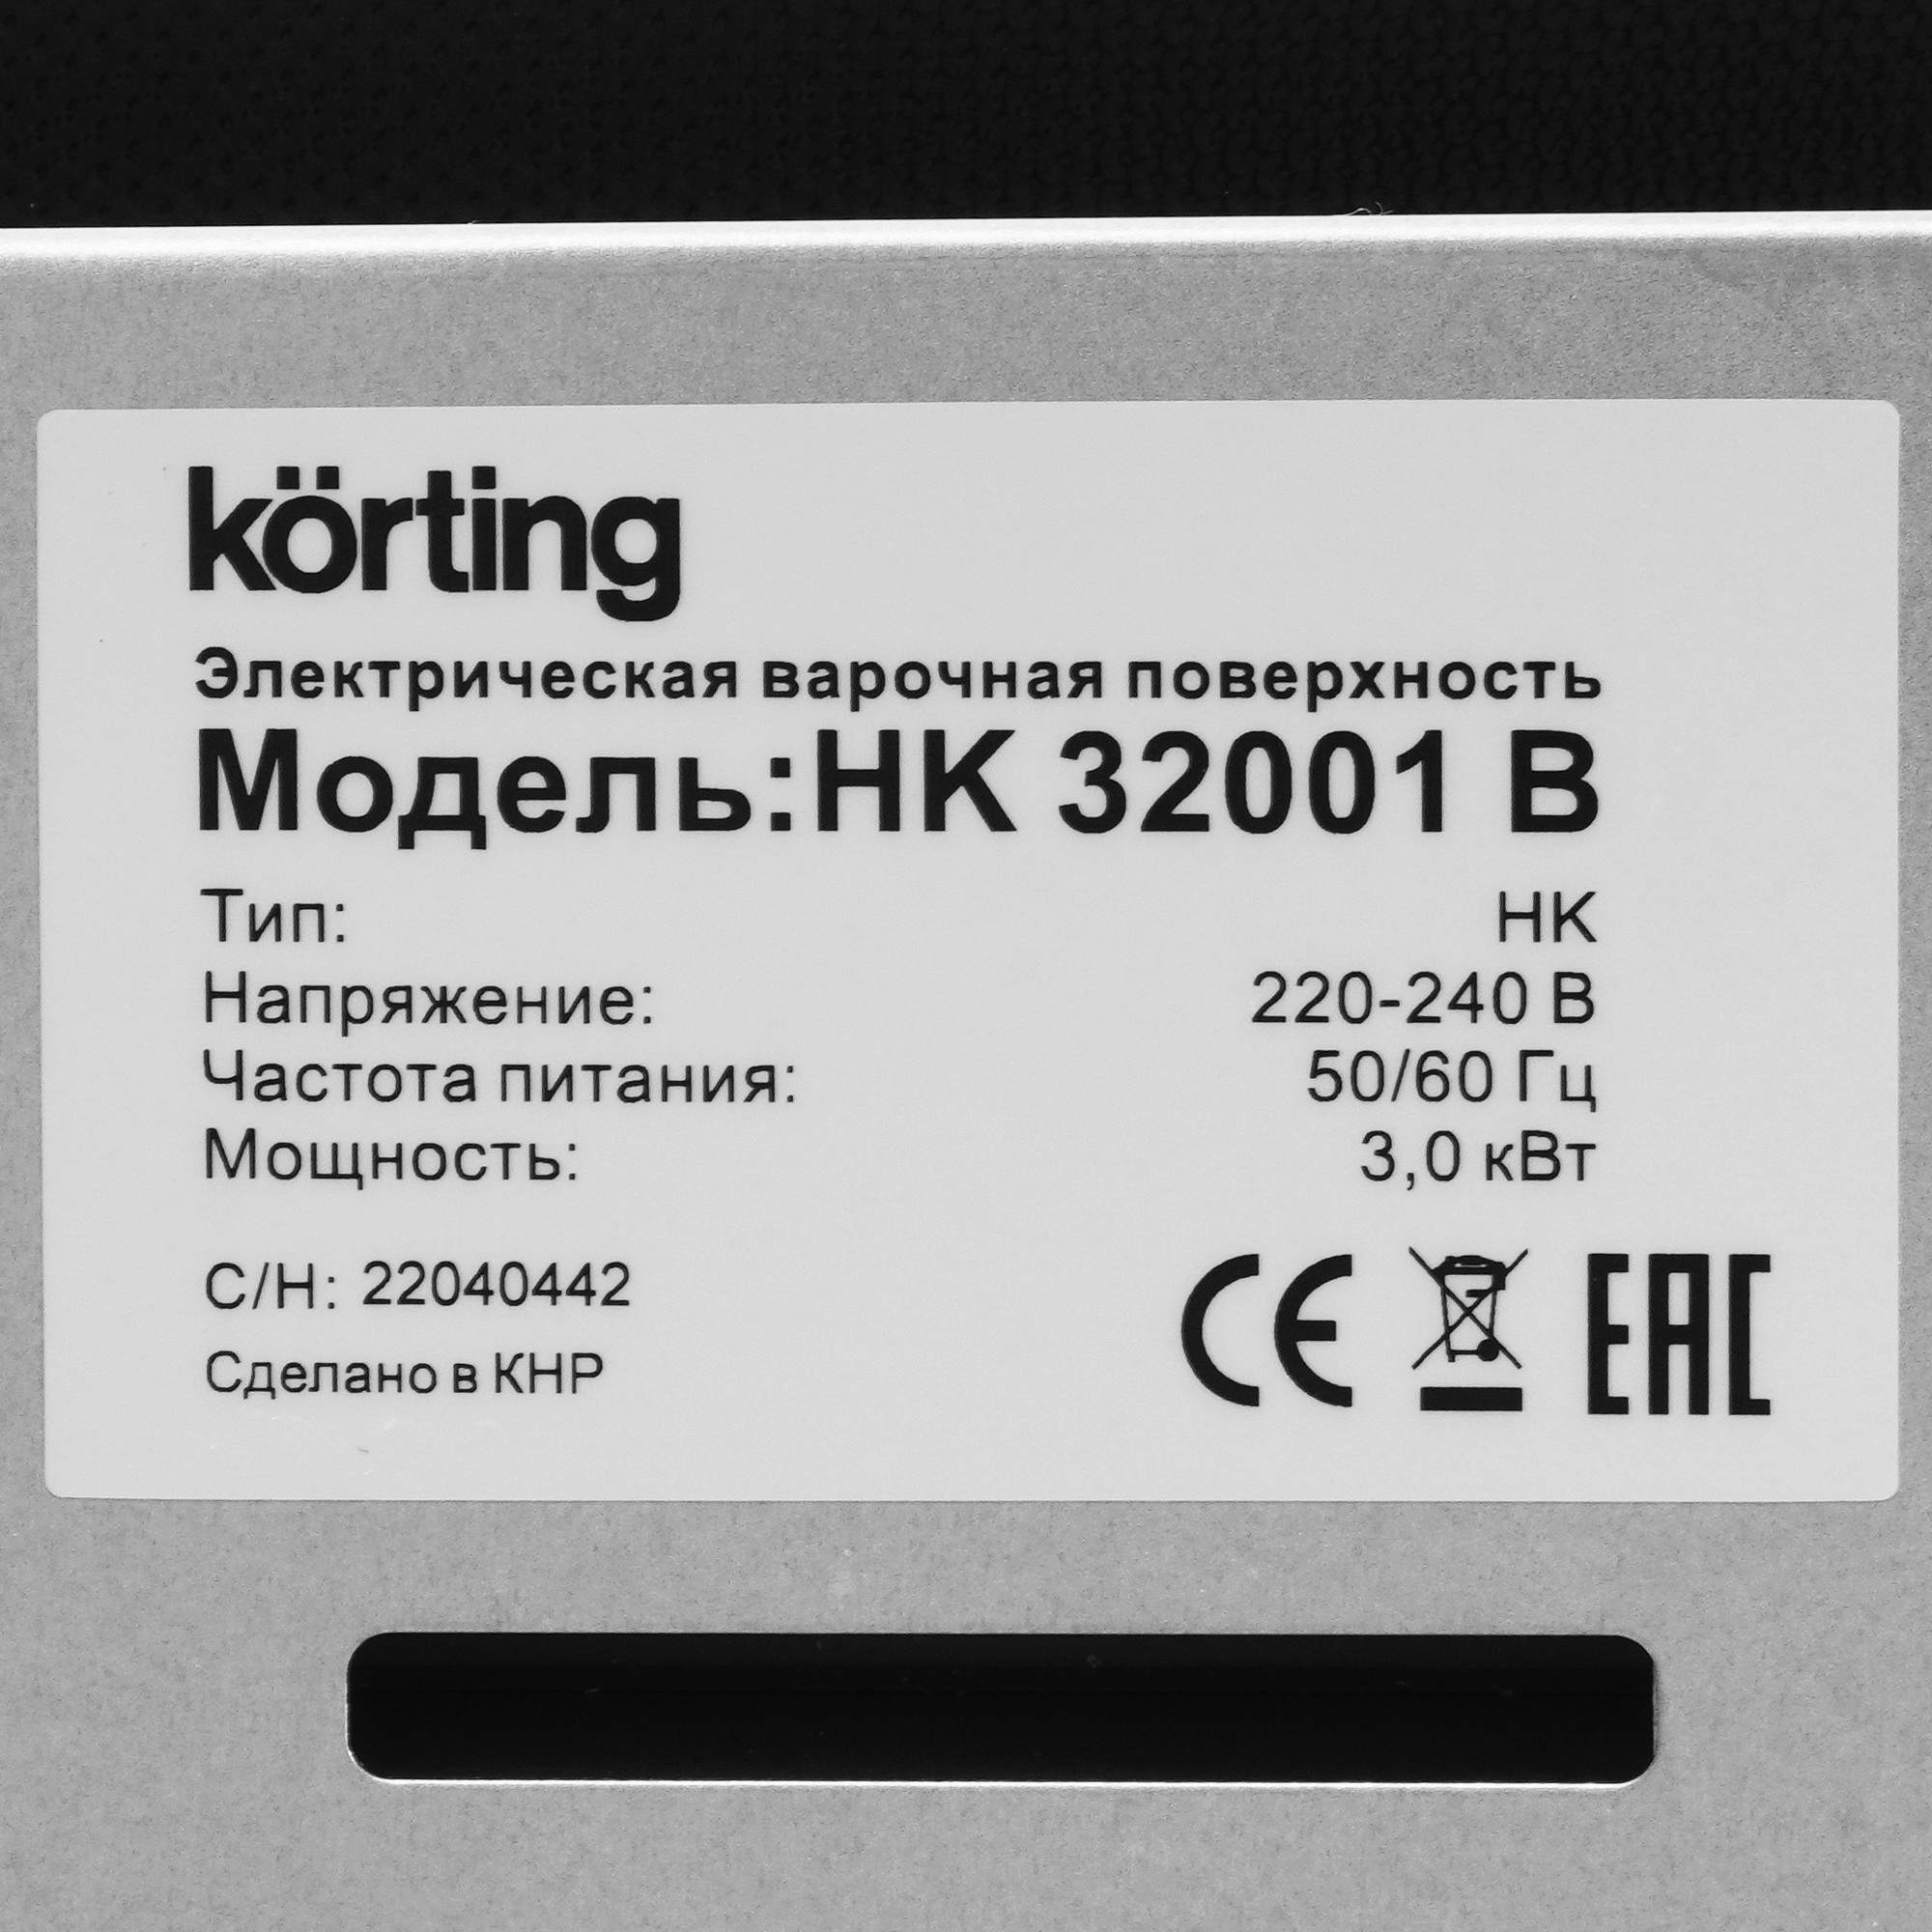 körting
Электрическая варочная поверхность
Модель:HK 32001 B
Тип: HK
Напряжение: 220-240 В
Частота питания: 50/60 Гц
Мощность: 3,0 кВт
С/Н: 22040442
Сделано в КНР
CE EAC